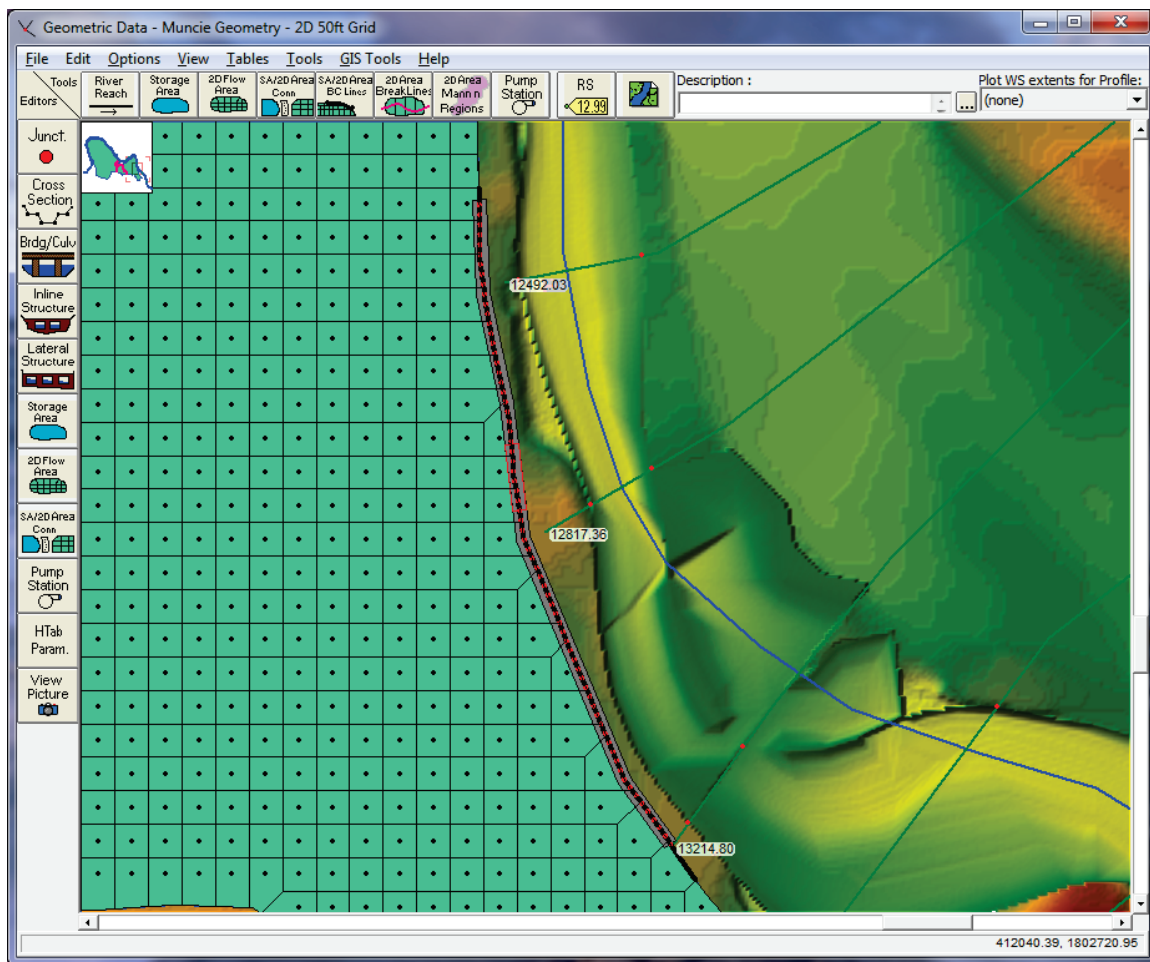 Geometric Data - Muncie Geometry - 2D 50ft Grid
File Edit Options View Tables Tools GIS Tools Help
Tools
Editors
River
Reach
Storage
Area
2D Flow
Area
SA/2D Area
Conn
SA/2D Area
BC Lines
2D Area
BreakLines
2D Area
Mann n
Regions
Pump
Station
RS
12.99
Description :
...
Plot WS extents for Profile:
(none)
Junct.
Cross
Section
Brdg/Culv
Inline
Structure
Lateral
Structure
Storage
Area
2D Flow
Area
SA/2D Area
Conn
Pump
Station
HTab
Param.
View
Picture
12492.03
12817.36
13214.80
412040.39, 1802720.95